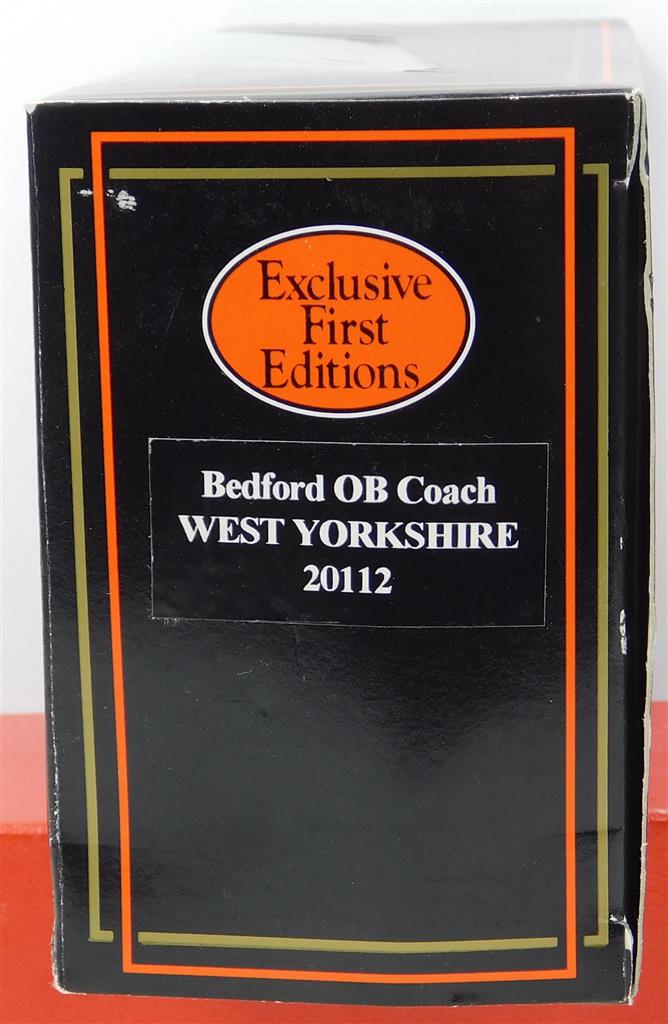 Exclusive
First
Editions
Bedford OB Coach
WEST YORKSHIRE
20112